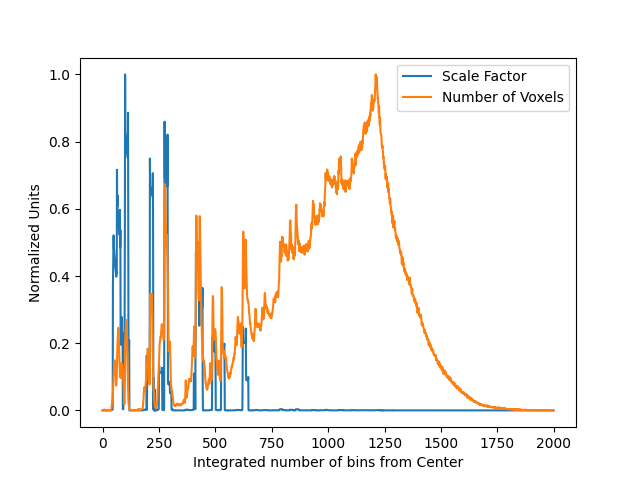 Scale Factor
Number of Voxels
Normalized Units
1.0
0.8
0.6
0.4
0.2
0.0
0 250 500 750 1000 1250 1500 1750 2000
Integrated number of bins from Center